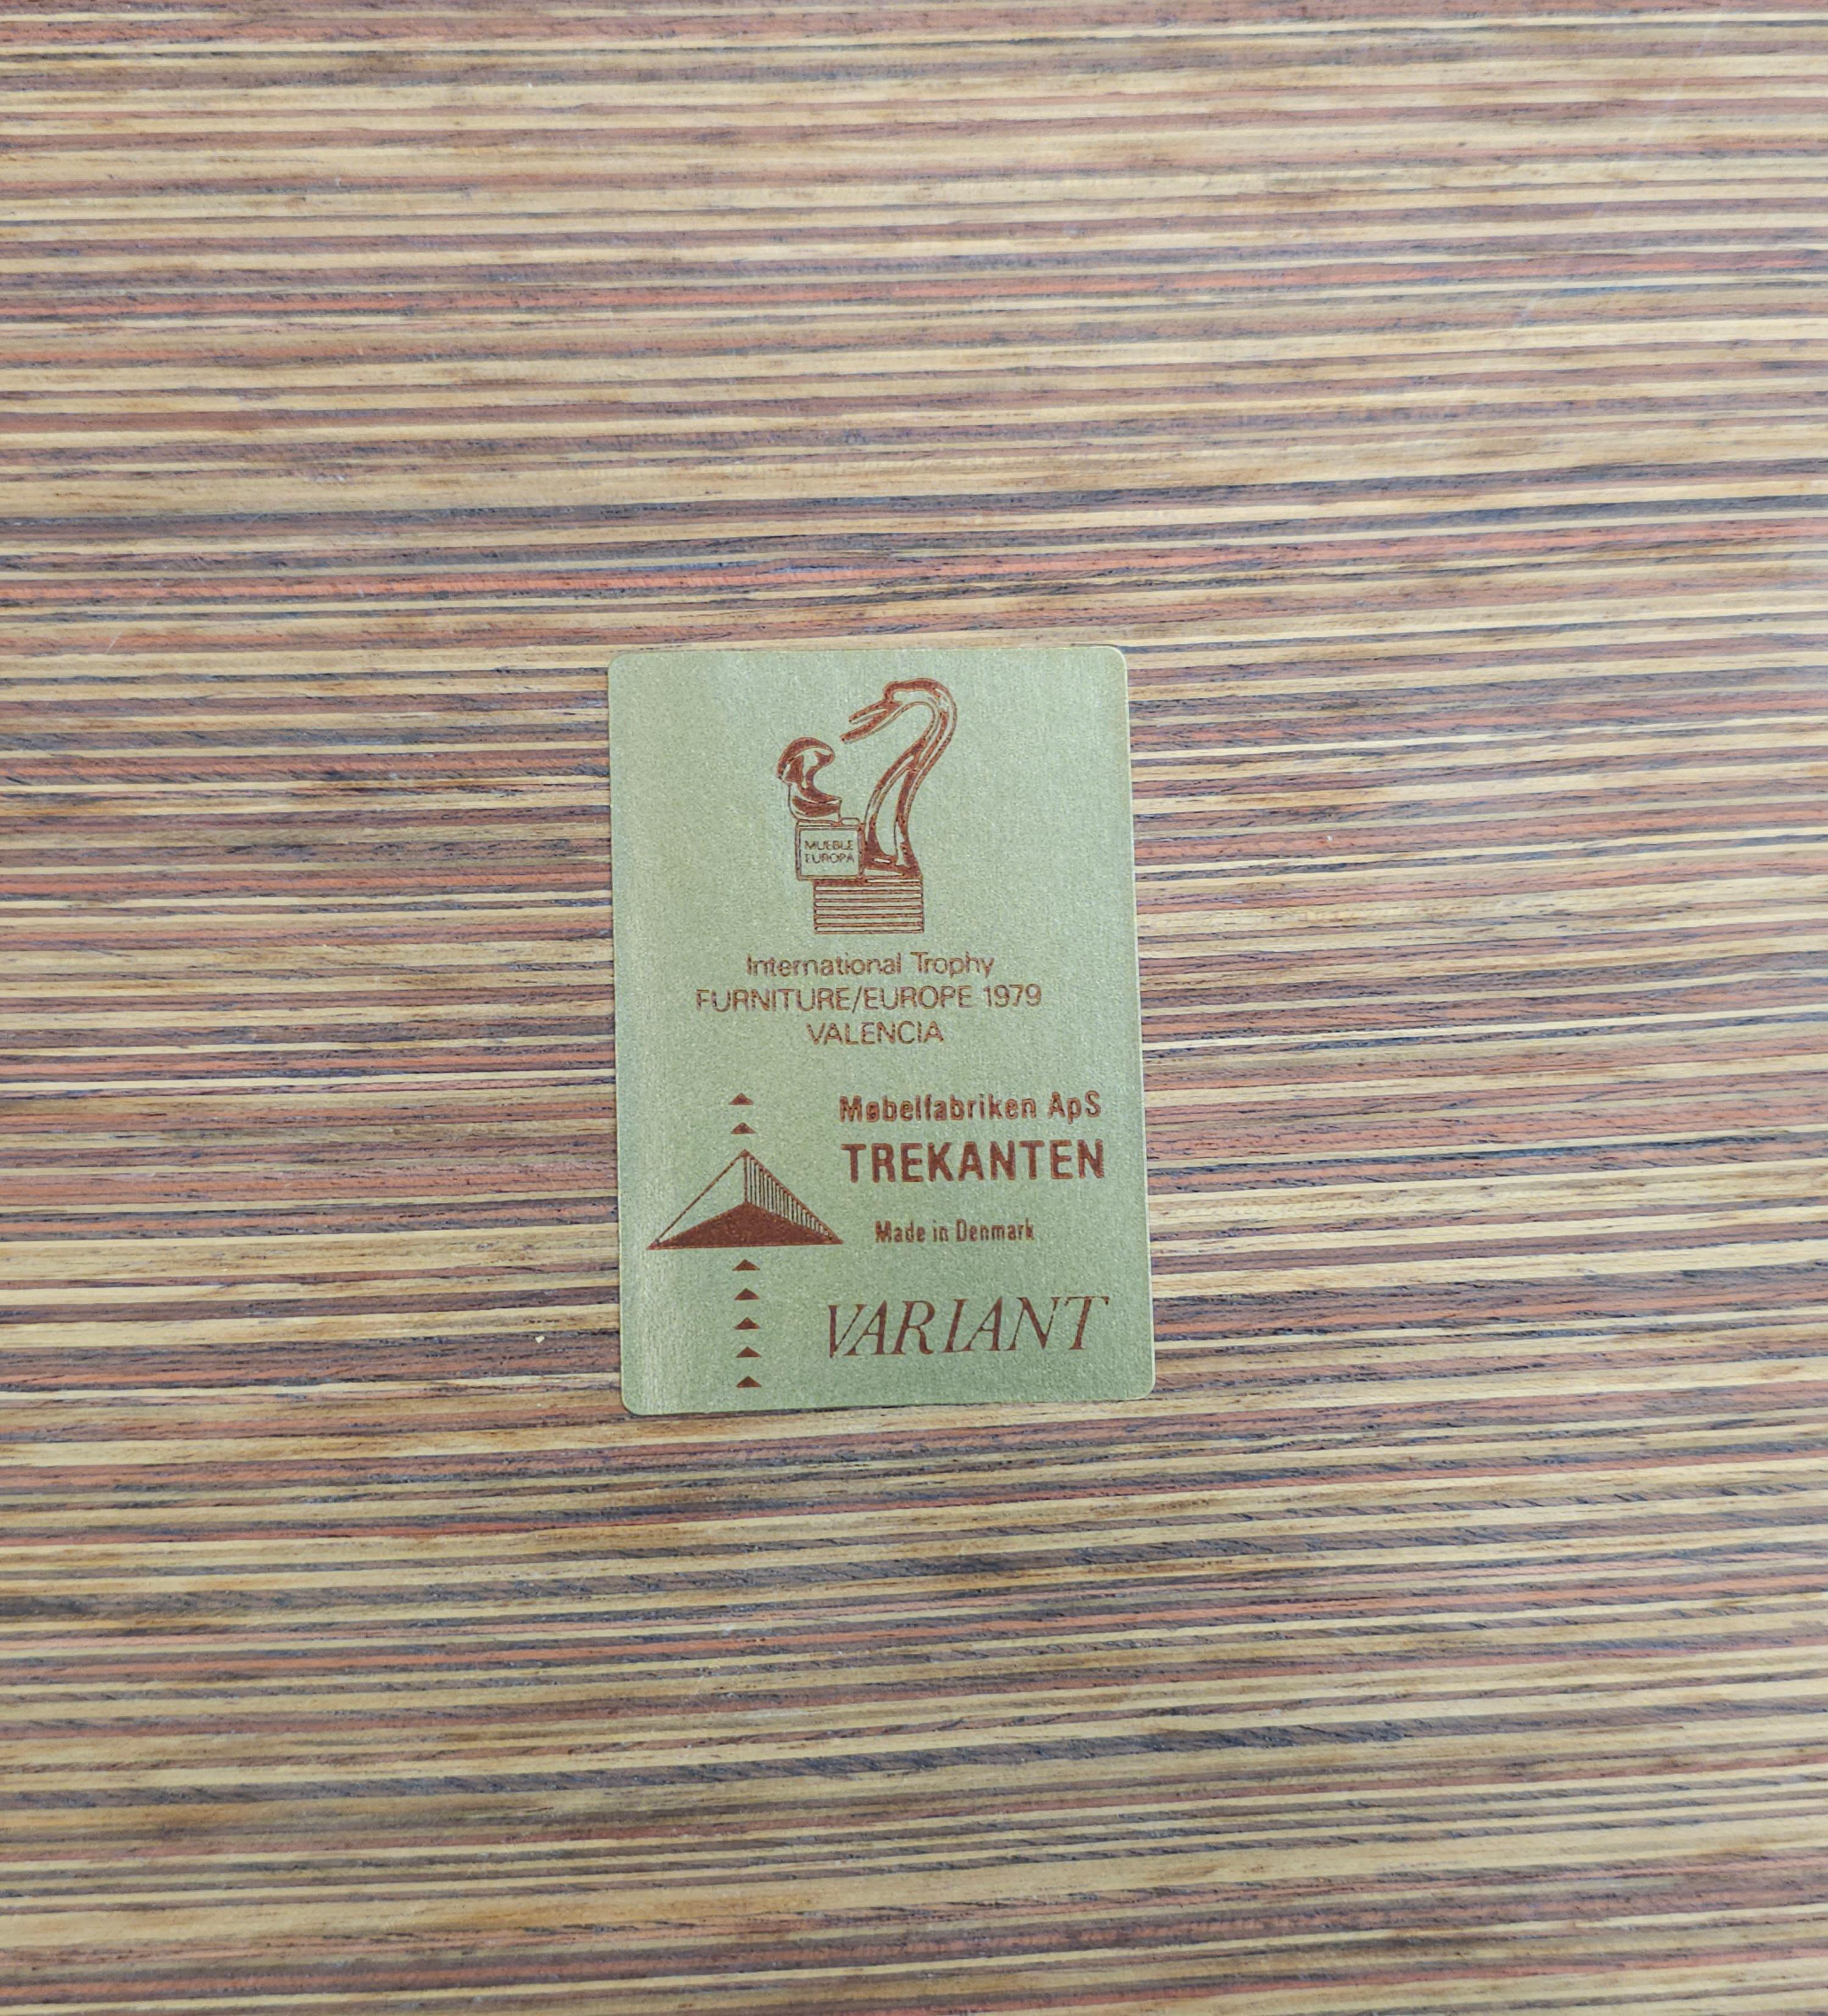 MUEBLE
EUROPA
International Trophy
FURNITURE/EUROPE 1979
VALENCIA
Møbelfabriken ApS
TREKANTEN
Made in Denmark
VARIANT